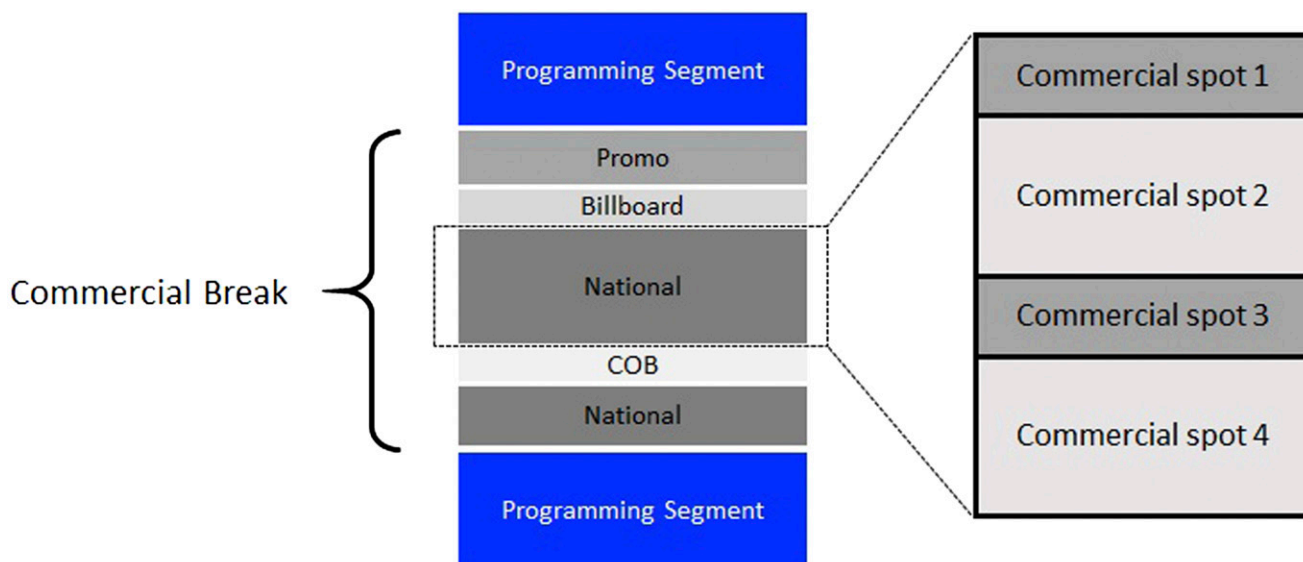 Programming Segment
Promo
Billboard
National
COB
National
Programming Segment
Commercial Break
Commercial spot 1
Commercial spot 2
Commercial spot 3
Commercial spot 4